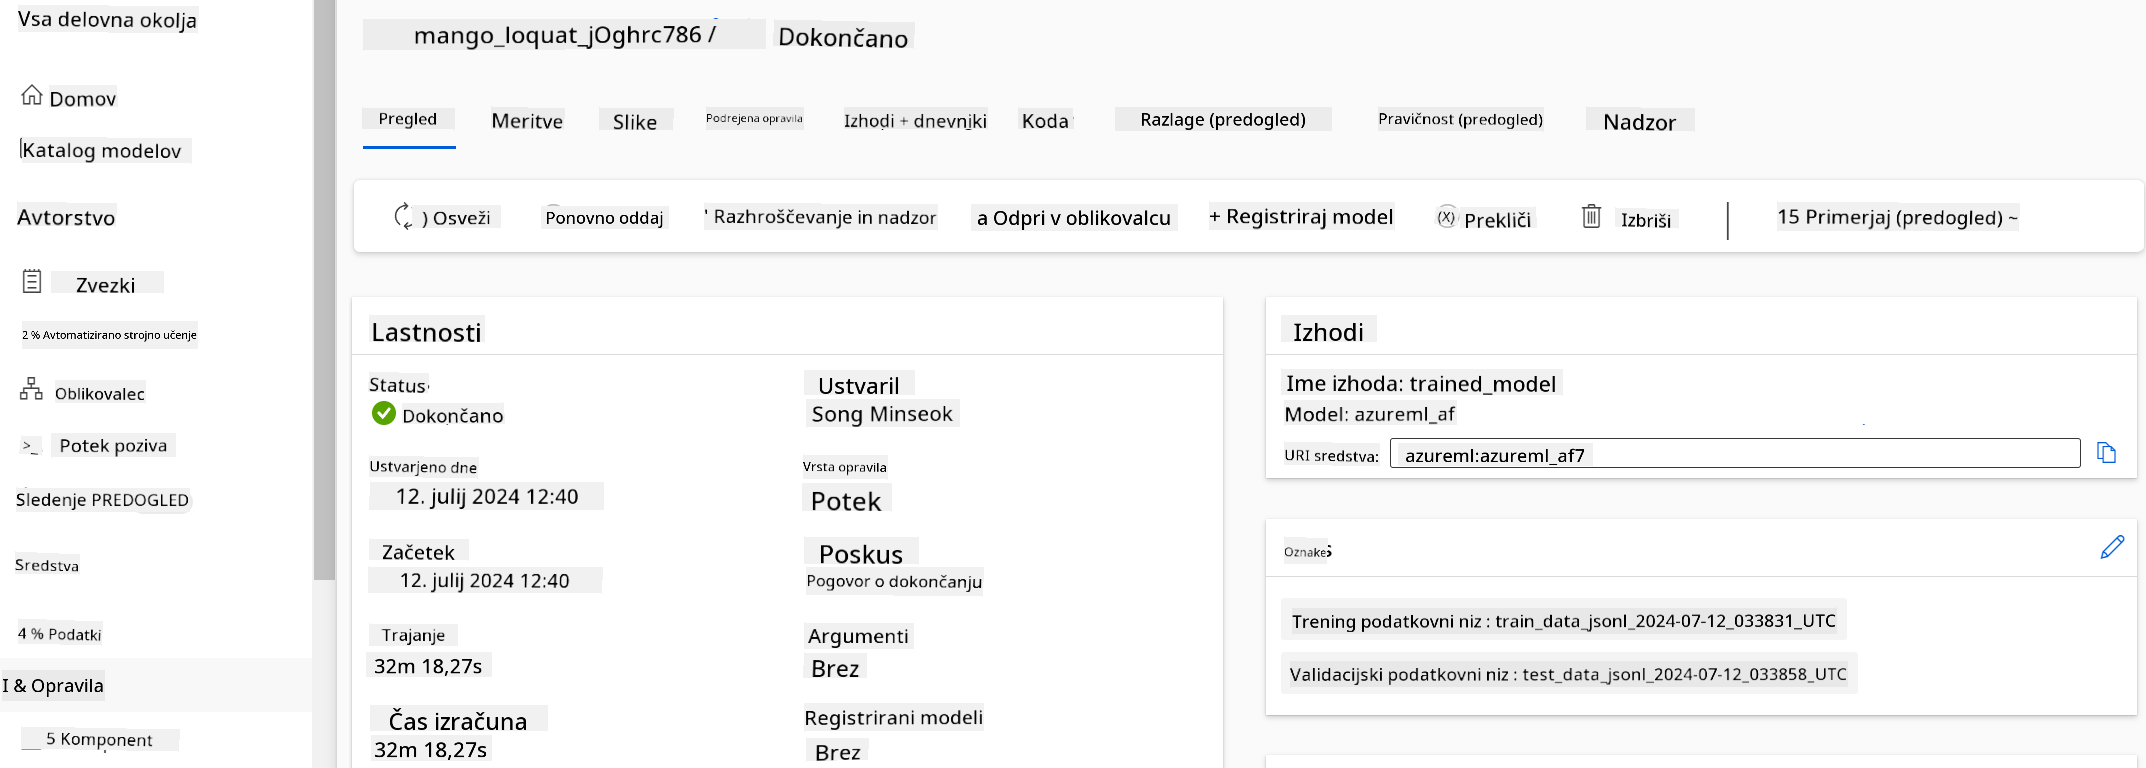 Vsa delovna okolja
Domov
Katalog modelov
Avtorstvo
Zvezki
2 % Avtomatizirano strojno učenje
Oblikovalec
>_ Potek poziva
Sledenje PREDOGLED
Sredstva
4 % Podatki
I & Opravila
5 Komponent
mango_loquat_jOghrc786 / Dokončano
Pregled Meritve Slike Podrejena opravila Izhodi + dnevniki Koda Razlage (predogled) Pravičnost (predogled) Nadzor
) Osveži Ponovno oddaj ' Razhroščevanje in nadzor a Odpri v oblikovalcu + Registriraj model (X) Prekliči Izbriši 15 Primerjaj (predogled) ~
Lastnosti
Status
Dokončano
Ustvarjeno dne
12. julij 2024 12:40
Začetek
12. julij 2024 12:40
Trajanje
32m 18,27s
Čas izračuna
32m 18,27s
Ustvaril
Song Minseok
Vrsta opravila
Potek
Poskus
Pogovor o dokončanju
Argumenti
Brez
Registrirani modeli
Brez
Izhodi
Ime izhoda: trained_model
Model: azureml_af
URI sredstva: azureml:azureml_af7
Oznakes
Trening podatkovni niz : train_data_jsonl_2024-07-12_033831_UTC
Validacijski podatkovni niz : test_data_jsonl_2024-07-12_033858_UTC